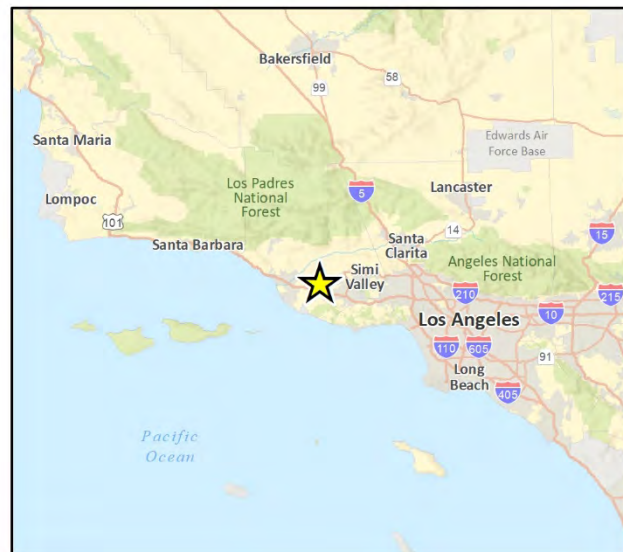 Bakersfield
58
99
Santa Maria
Edwards Air
Force Base
Los Padres
National
Forest
5
Lancaster
Lompoc
101
14
15
Santa Barbara
Santa
Clarita
Angeles National
Forest
Simi
Valley
210
215
Los Angeles
10
110
605
91
Long
Beach
405
Pacific
Ocean